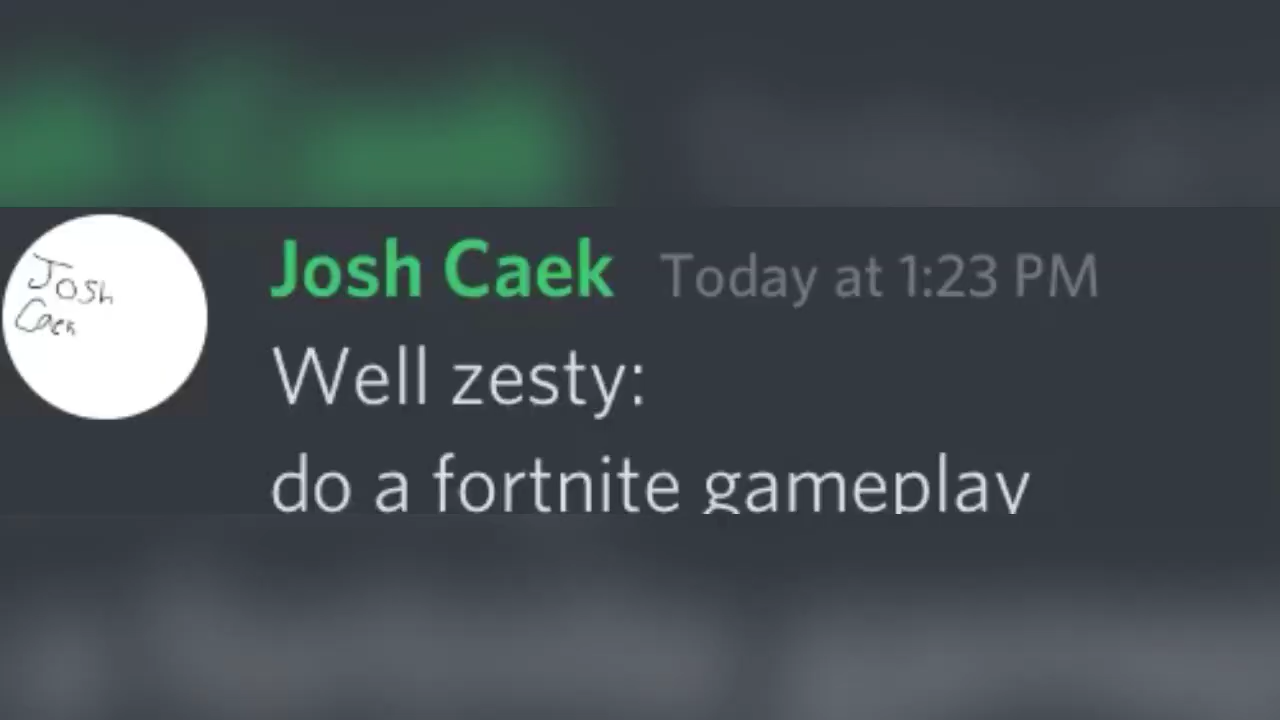 Josh
Caek
Josh Caek Today at 1:23 PM
Well zesty:
do a fortnite gameplay